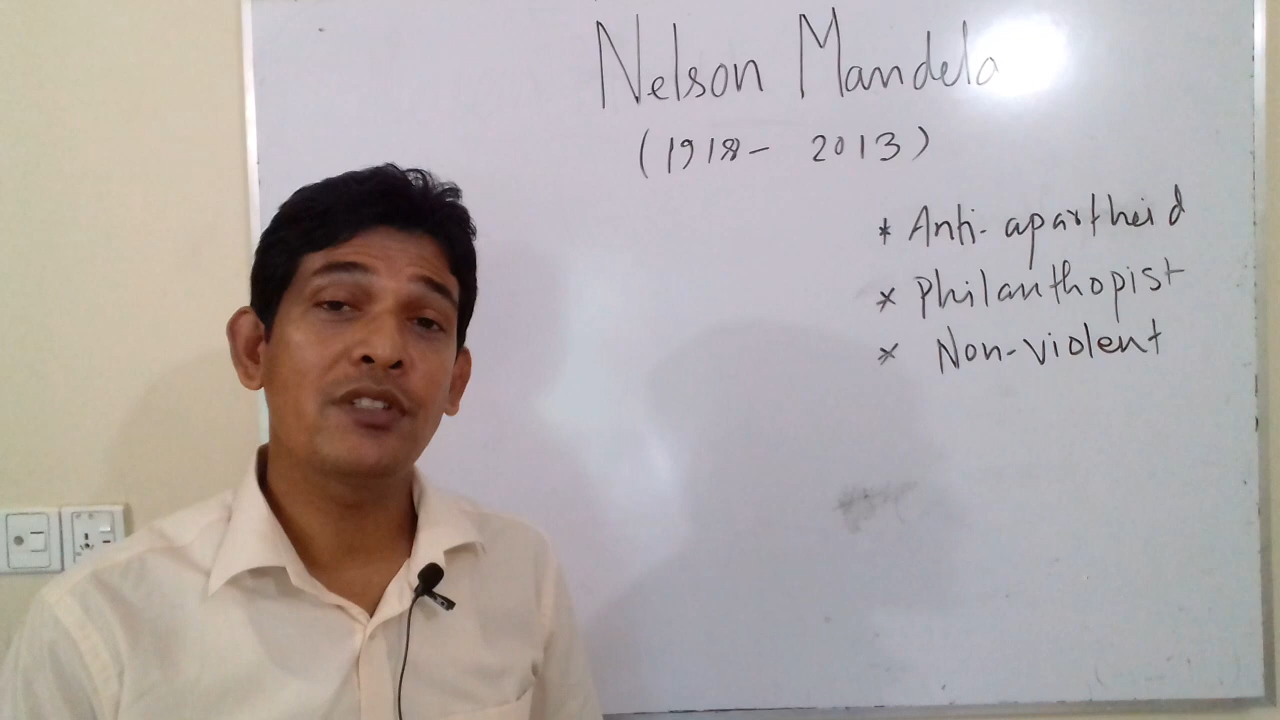 Nelson Mandela
(1918- 2013)
* Anti-apartheid
* Philanthopist
* Non-violent